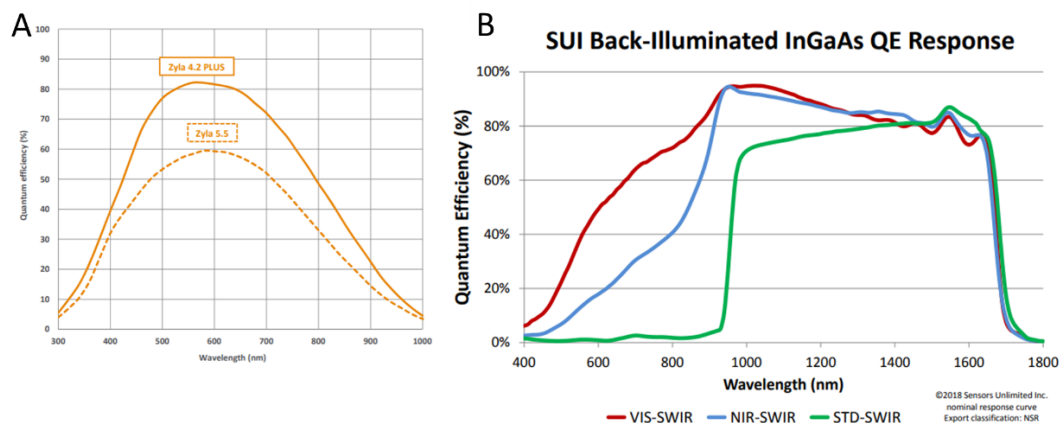 A
100
90
80
70
60
50
40
30
20
10
0
Quantum efficiency (%)
Zyla 4.2 PLUS
Zyla 5.5
300 400 500 600 700 800 900 1000
Wavelength (nm)
B
SUI Back-Illuminated InGaAs QE Response
100%
80%
60%
40%
20%
Quantum Efficiency (%)
400 600 800 1000 1200 1400 1600 1800
Wavelength (nm)
VIS-SWIR NIR-SWIR STD-SWIR
©2018 Sensors Unlimited Inc.
nominal response curve
Export classification: NSR